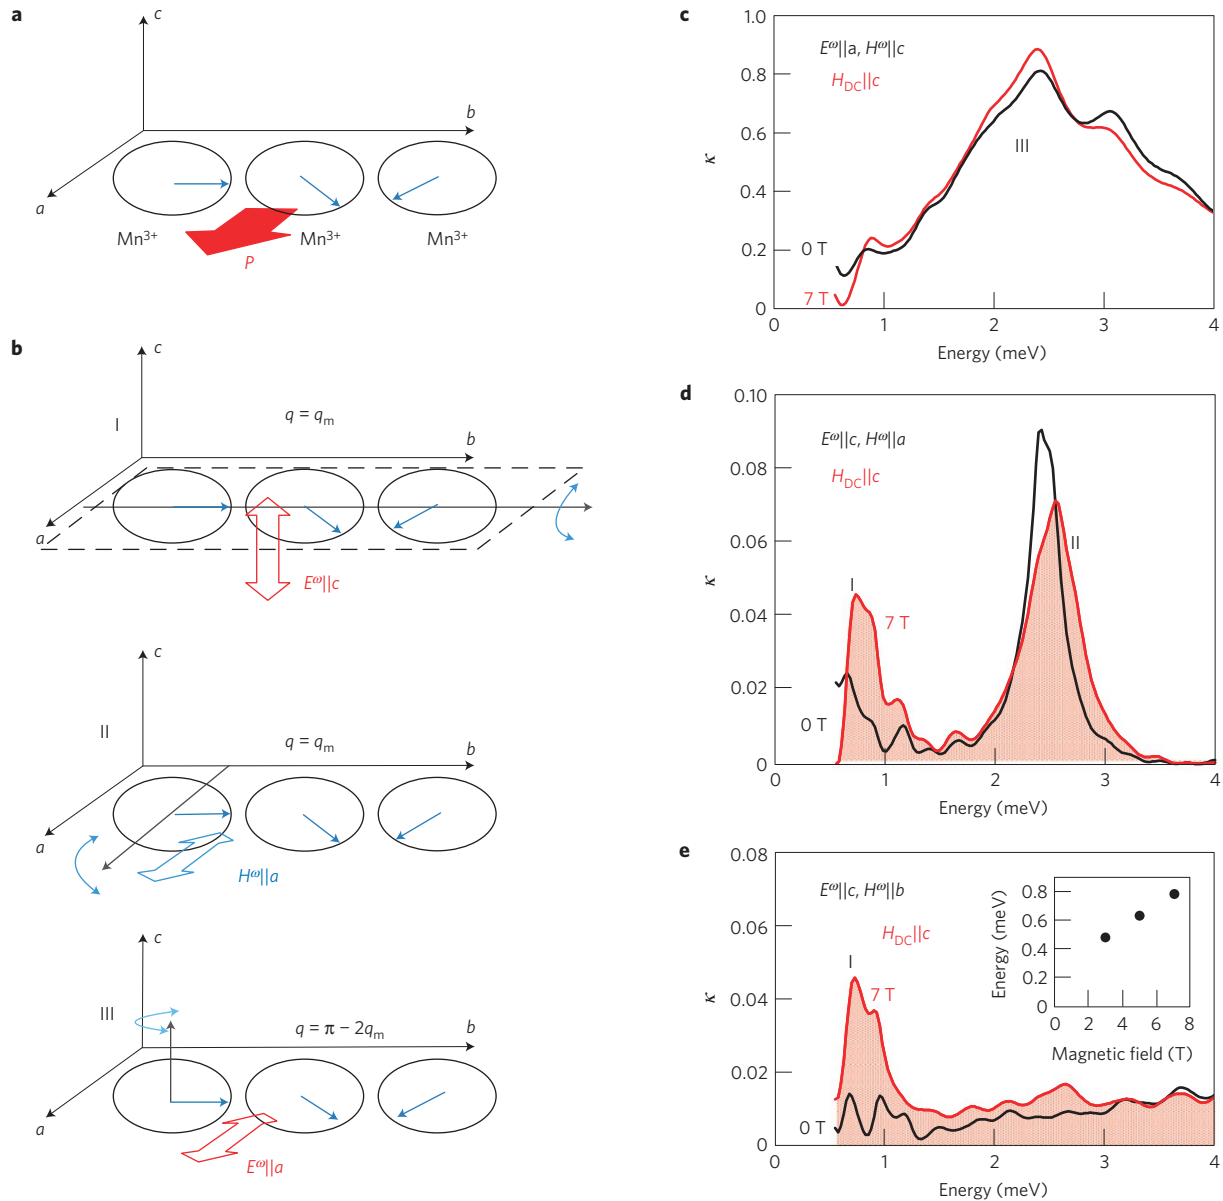 a
c
b
a
Mn³⁺ Mn³⁺ Mn³⁺
P
b
c
I
q = qₘ
b
a
Eω||c
c
II
q = qₘ
b
a
Hω||a
c
III
q = π – 2qₘ
b
a
Eω||a
c
1.0
Eω||a, Hω||c
H_DC||c
0.8
0.6
III
κ
0.4
0 T
0.2
7 T
0
0 1 2 3 4
Energy (meV)
d
0.10
Eω||c, Hω||a
H_DC||c
0.08
0.06
II
κ
I
7 T
0.04
0.02
0 T
0
0 1 2 3 4
Energy (meV)
e
0.08
Eω||c, Hω||b
H_DC||c
0.06
I
7 T
κ
0.04
0.02
0 T
0
0 1 2 3 4
Energy (meV)
Energy (meV)
0.8
0.6
0.4
0.2
0
0 2 4 6 8
Magnetic field (T)